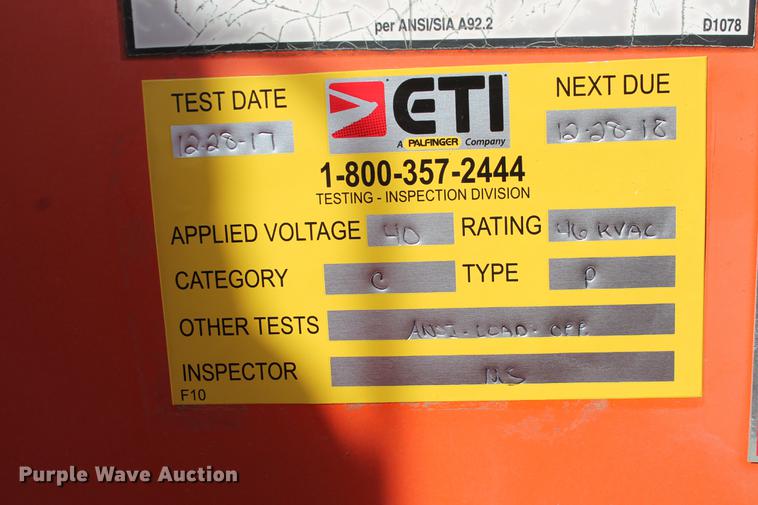 per ANSI/SIA A92.2 D1078
TEST DATE ETI NEXT DUE
12-28-17 A PALFINGER Company 12-28-18
1-800-357-2444
TESTING - INSPECTION DIVISION
APPLIED VOLTAGE 40 RATING 46 KVAC
CATEGORY C TYPE P
OTHER TESTS ANSI-LOAD-OPP
INSPECTOR MS
F10
Purple Wave Auction